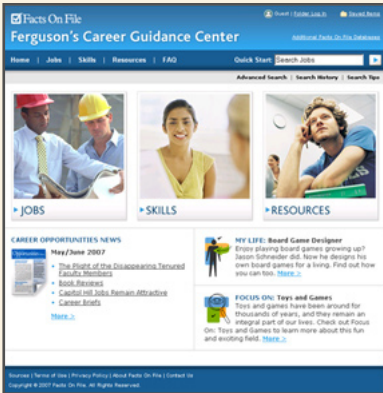 Facts On File
Guest | Folder Log In
Saved Items
Ferguson's Career Guidance Center
Additional Facts On File Databases
Home | Jobs | Skills | Resources | FAQ
Quick Start: Search Jobs
Advanced Search | Search History | Search Tips
JOBS
SKILLS
RESOURCES
CAREER OPPORTUNITIES NEWS
May/June 2007
The Plight of the Disappearing Tenured
Faculty Members
Book Reviews
Capitol Hill Jobs Remain Attractive
Career Briefs
More >
MY LIFE: Board Game Designer
Enjoy playing board games growing up?
Jason Schneider did. Now he designs his
own board games for a living. Find out how
you can too. More >
FOCUS ON: Toys and Games
Toys and games have been around for
thousands of years, and they remain an
integral part of our lives. Check out Focus
On: Toys and Games to learn more about this fun
and exciting field. More >
Sources | Terms of Use | Privacy Policy | About Facts On File | Contact Us
Copyright © 2007 Facts On File. All Rights Reserved.